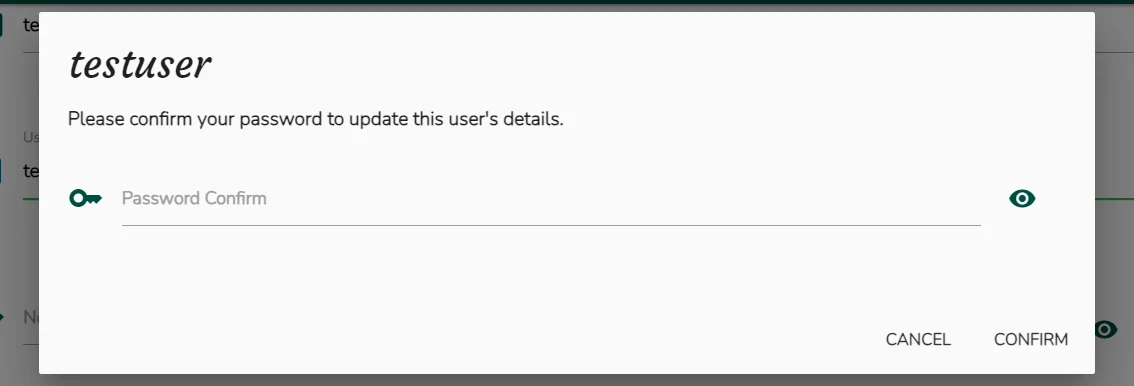 te
testuser
Please confirm your password to update this user's details.
Us
te
Password Confirm
CANCEL CONFIRM